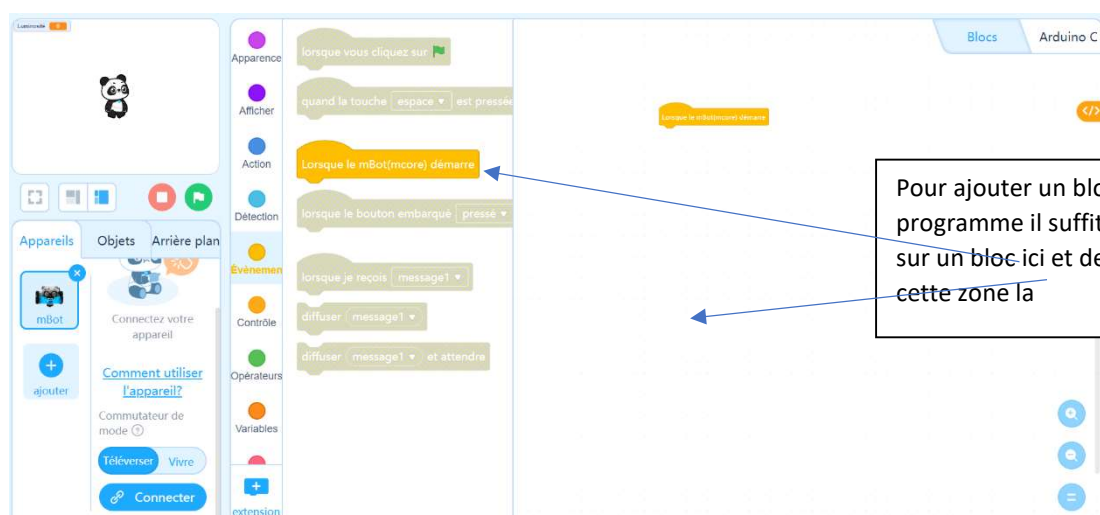 Luminosité 0
Blocs
Arduino C
Apparence
Afficher
Action
Détection
Évènemen
Contrôle
Opérateurs
Variables
extension
lorsque vous cliquez sur
quand la touche espace ▼ est pressée
Lorsque le mBot(mcore) démarre
lorsque le bouton embarqué pressé ▼
lorsque je reçois message1 ▼
diffuser message1 ▼
diffuser message1 ▼ et attendre
Lorsque le mBot(mcore) démarre
</>
Pour ajouter un blo
programme il suffit
sur un bloc ici et de
cette zone la
Appareils
Objets
Arrière plan
mBot
ajouter
Connectez votre
appareil
Comment utiliser
l'appareil?
Commutateur de
mode ?
Téléverser
Vivre
Connecter